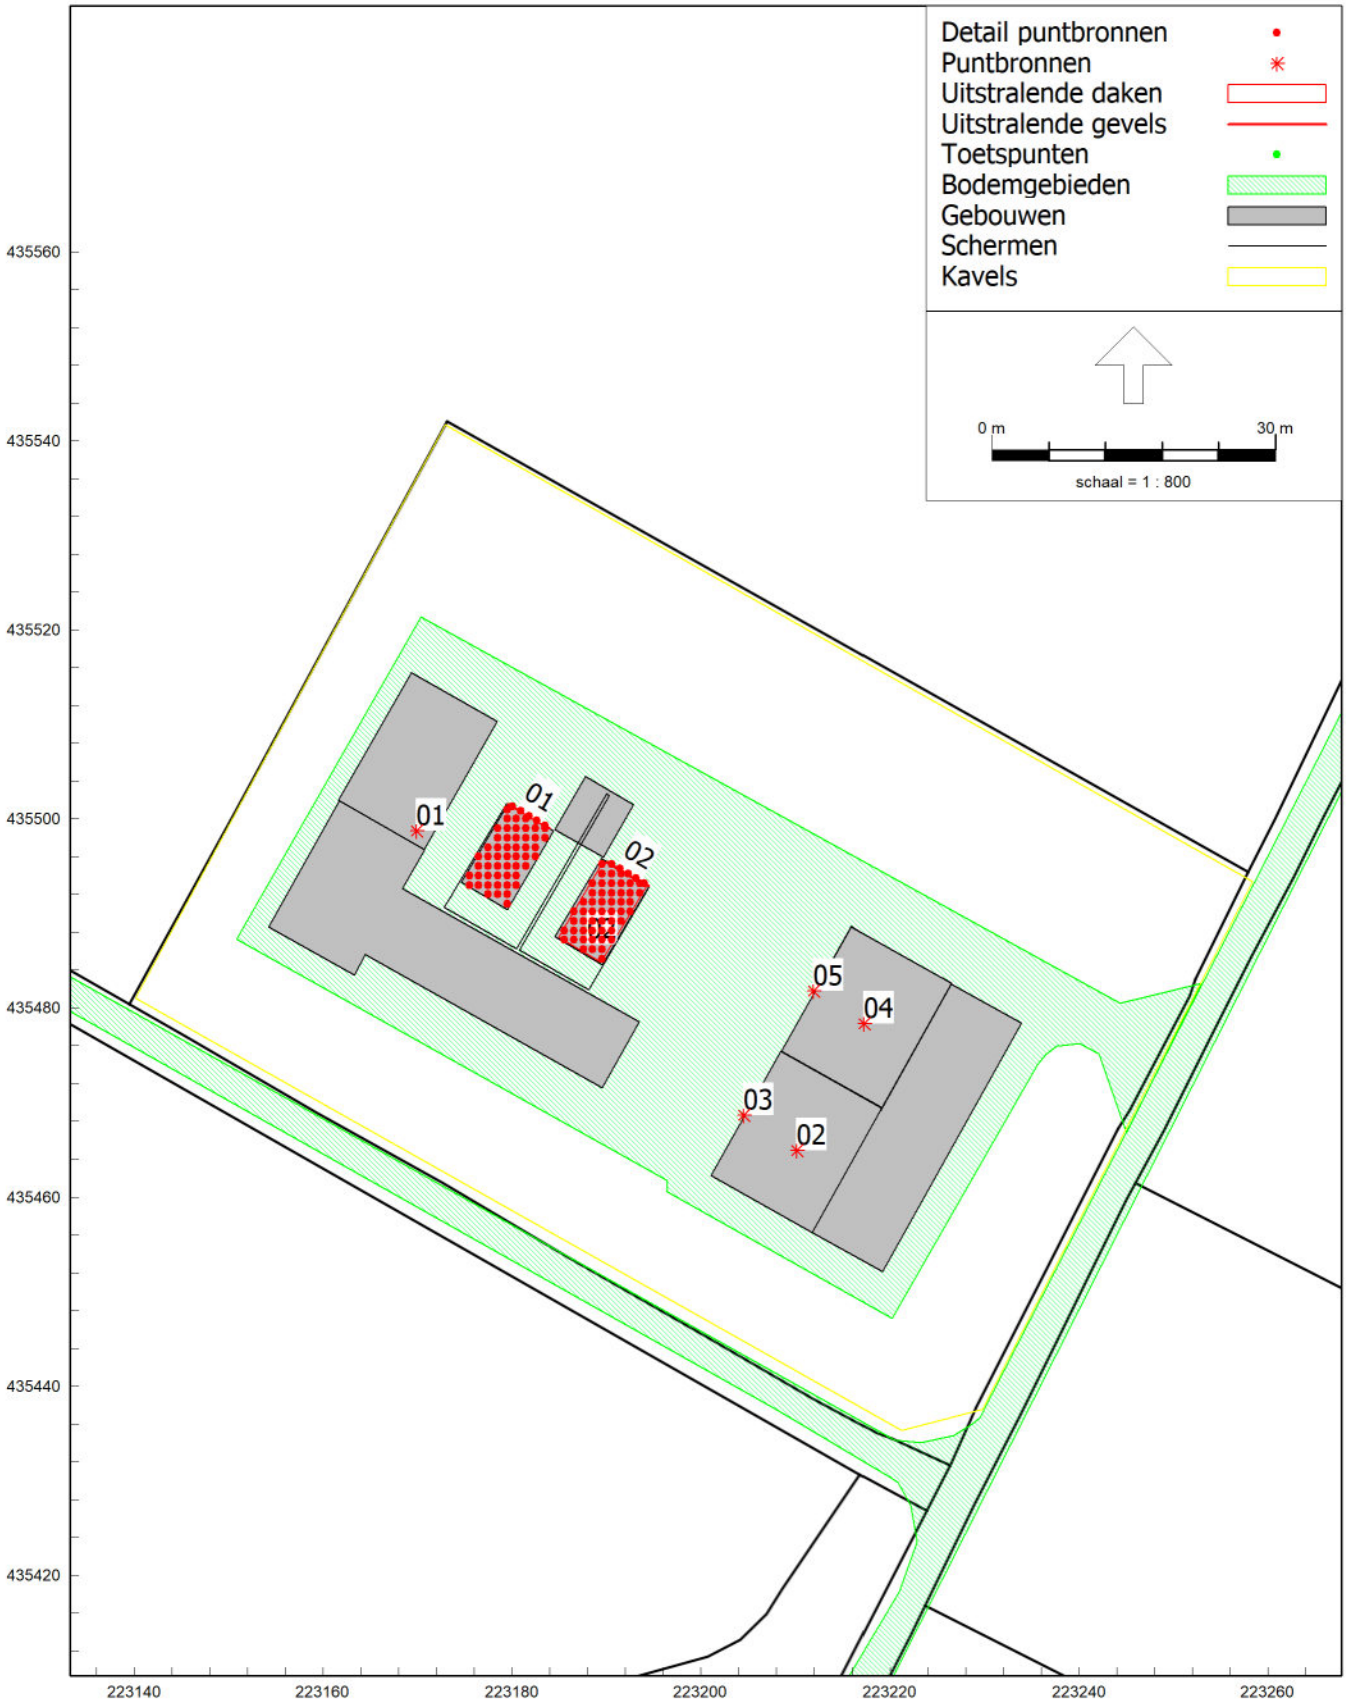 Detail puntbronnen
Puntbronnen
Uitstralende daken
Uitstralende gevels
Toetspunten
Bodemgebieden
Gebouwen
Schermen
Kavels
0 m 30 m
schaal = 1 : 800
435560
435540
435520
435500
435480
435460
435440
435420
01
01
02
02
05
04
03
02
223140 223160 223180 223200 223220 223240 223260